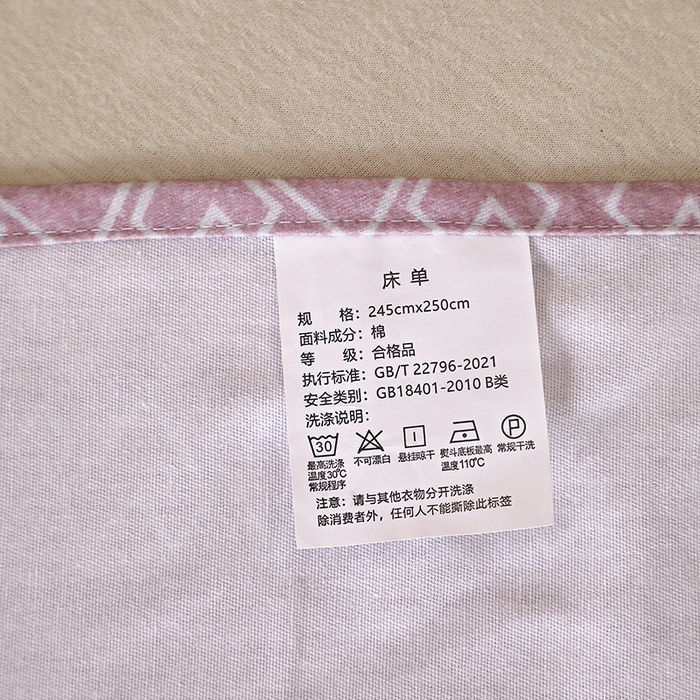 床单
规 格：245cmx250cm
面料成分：棉
等 级：合格品
执行标准：GB/T 22796-2021
安全类别：GB18401-2010 B类
洗涤说明：
30 P
最高洗涤 不可漂白 悬挂晾干 熨斗底板最高 常规干洗
温度30℃ 温度110℃
常规程序
注意：请与其他衣物分开洗涤
除消费者外，任何人不能撕除此标签